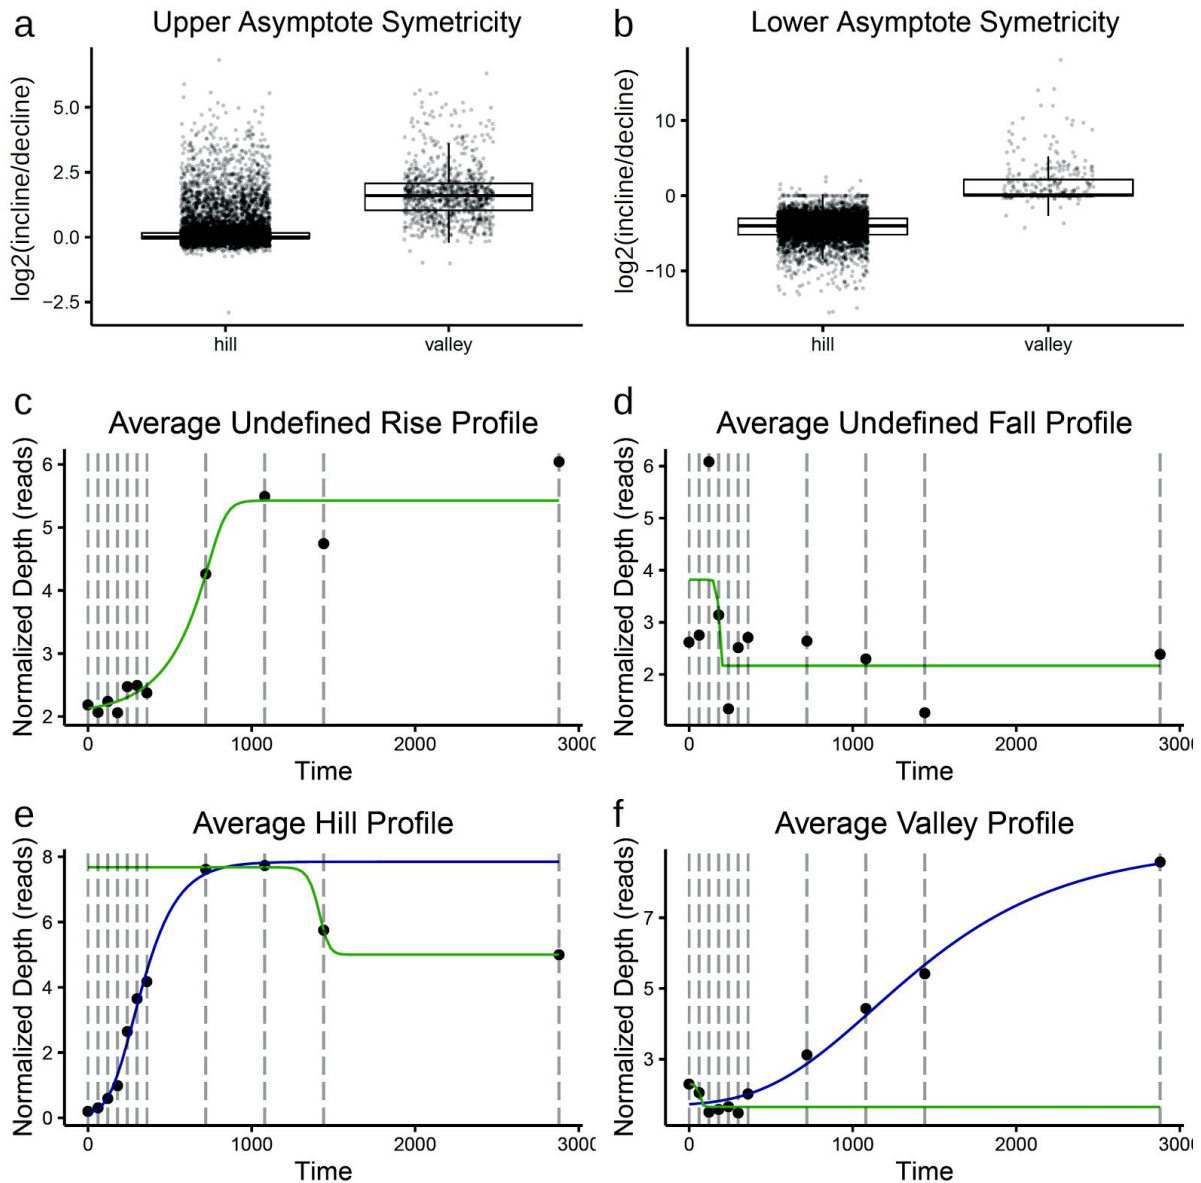 a Upper Asymptote Symetricity
log2(incline/decline)
5.0
2.5
0.0
−2.5
hill valley
b Lower Asymptote Symetricity
log2(incline/decline)
10
0
−10
hill valley
c Average Undefined Rise Profile
Normalized Depth (reads)
6
5
4
3
2
0 1000 2000 3000
Time
d Average Undefined Fall Profile
Normalized Depth (reads)
6
5
4
3
2
0 1000 2000 300
Time
e Average Hill Profile
Normalized Depth (reads)
8
6
4
2
0
0 1000 2000 3000
Time
f Average Valley Profile
Normalized Depth (reads)
7
5
3
0 1000 2000 300
Time